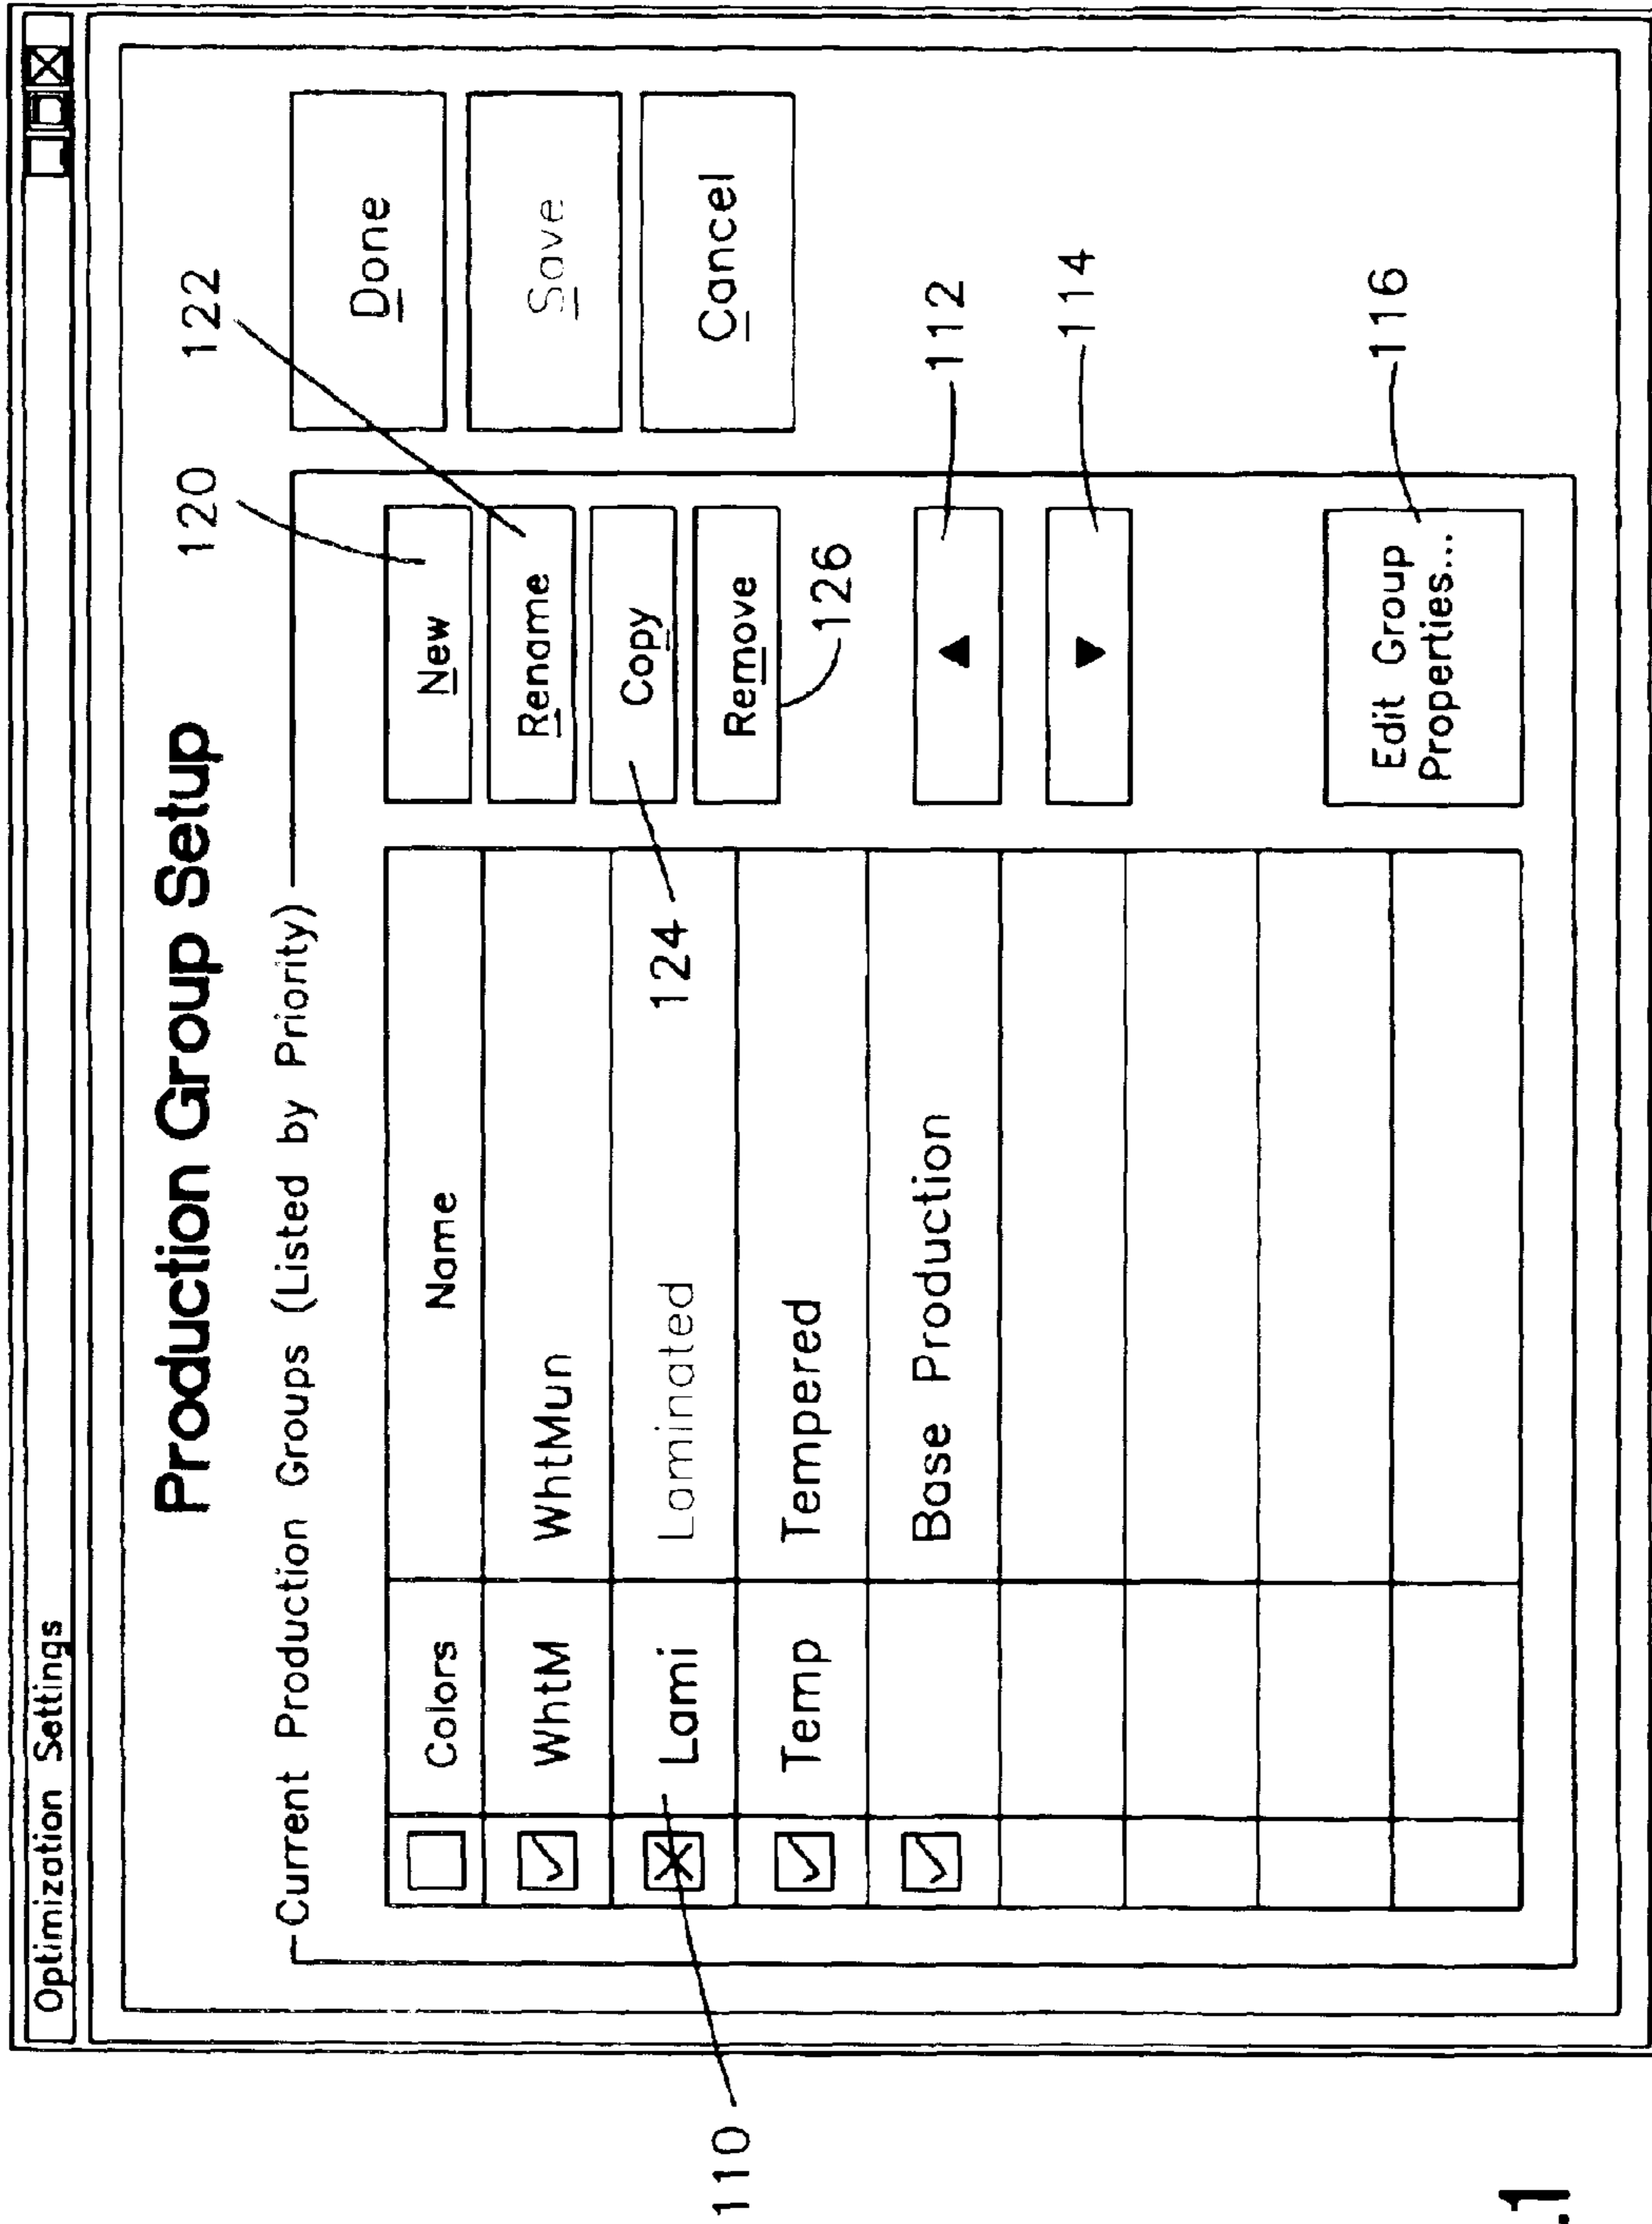 Optimization Settings
Production Group Setup
Current Production Groups (Listed by Priority)
120
122
Colors Name
WhtM WhtMun
Lami Laminated
Temp Tempered
Base Production
110
124
New
Rename
Copy
Remove
126
112
114
Edit Group
Properties...
116
Done
Save
Cancel
.1